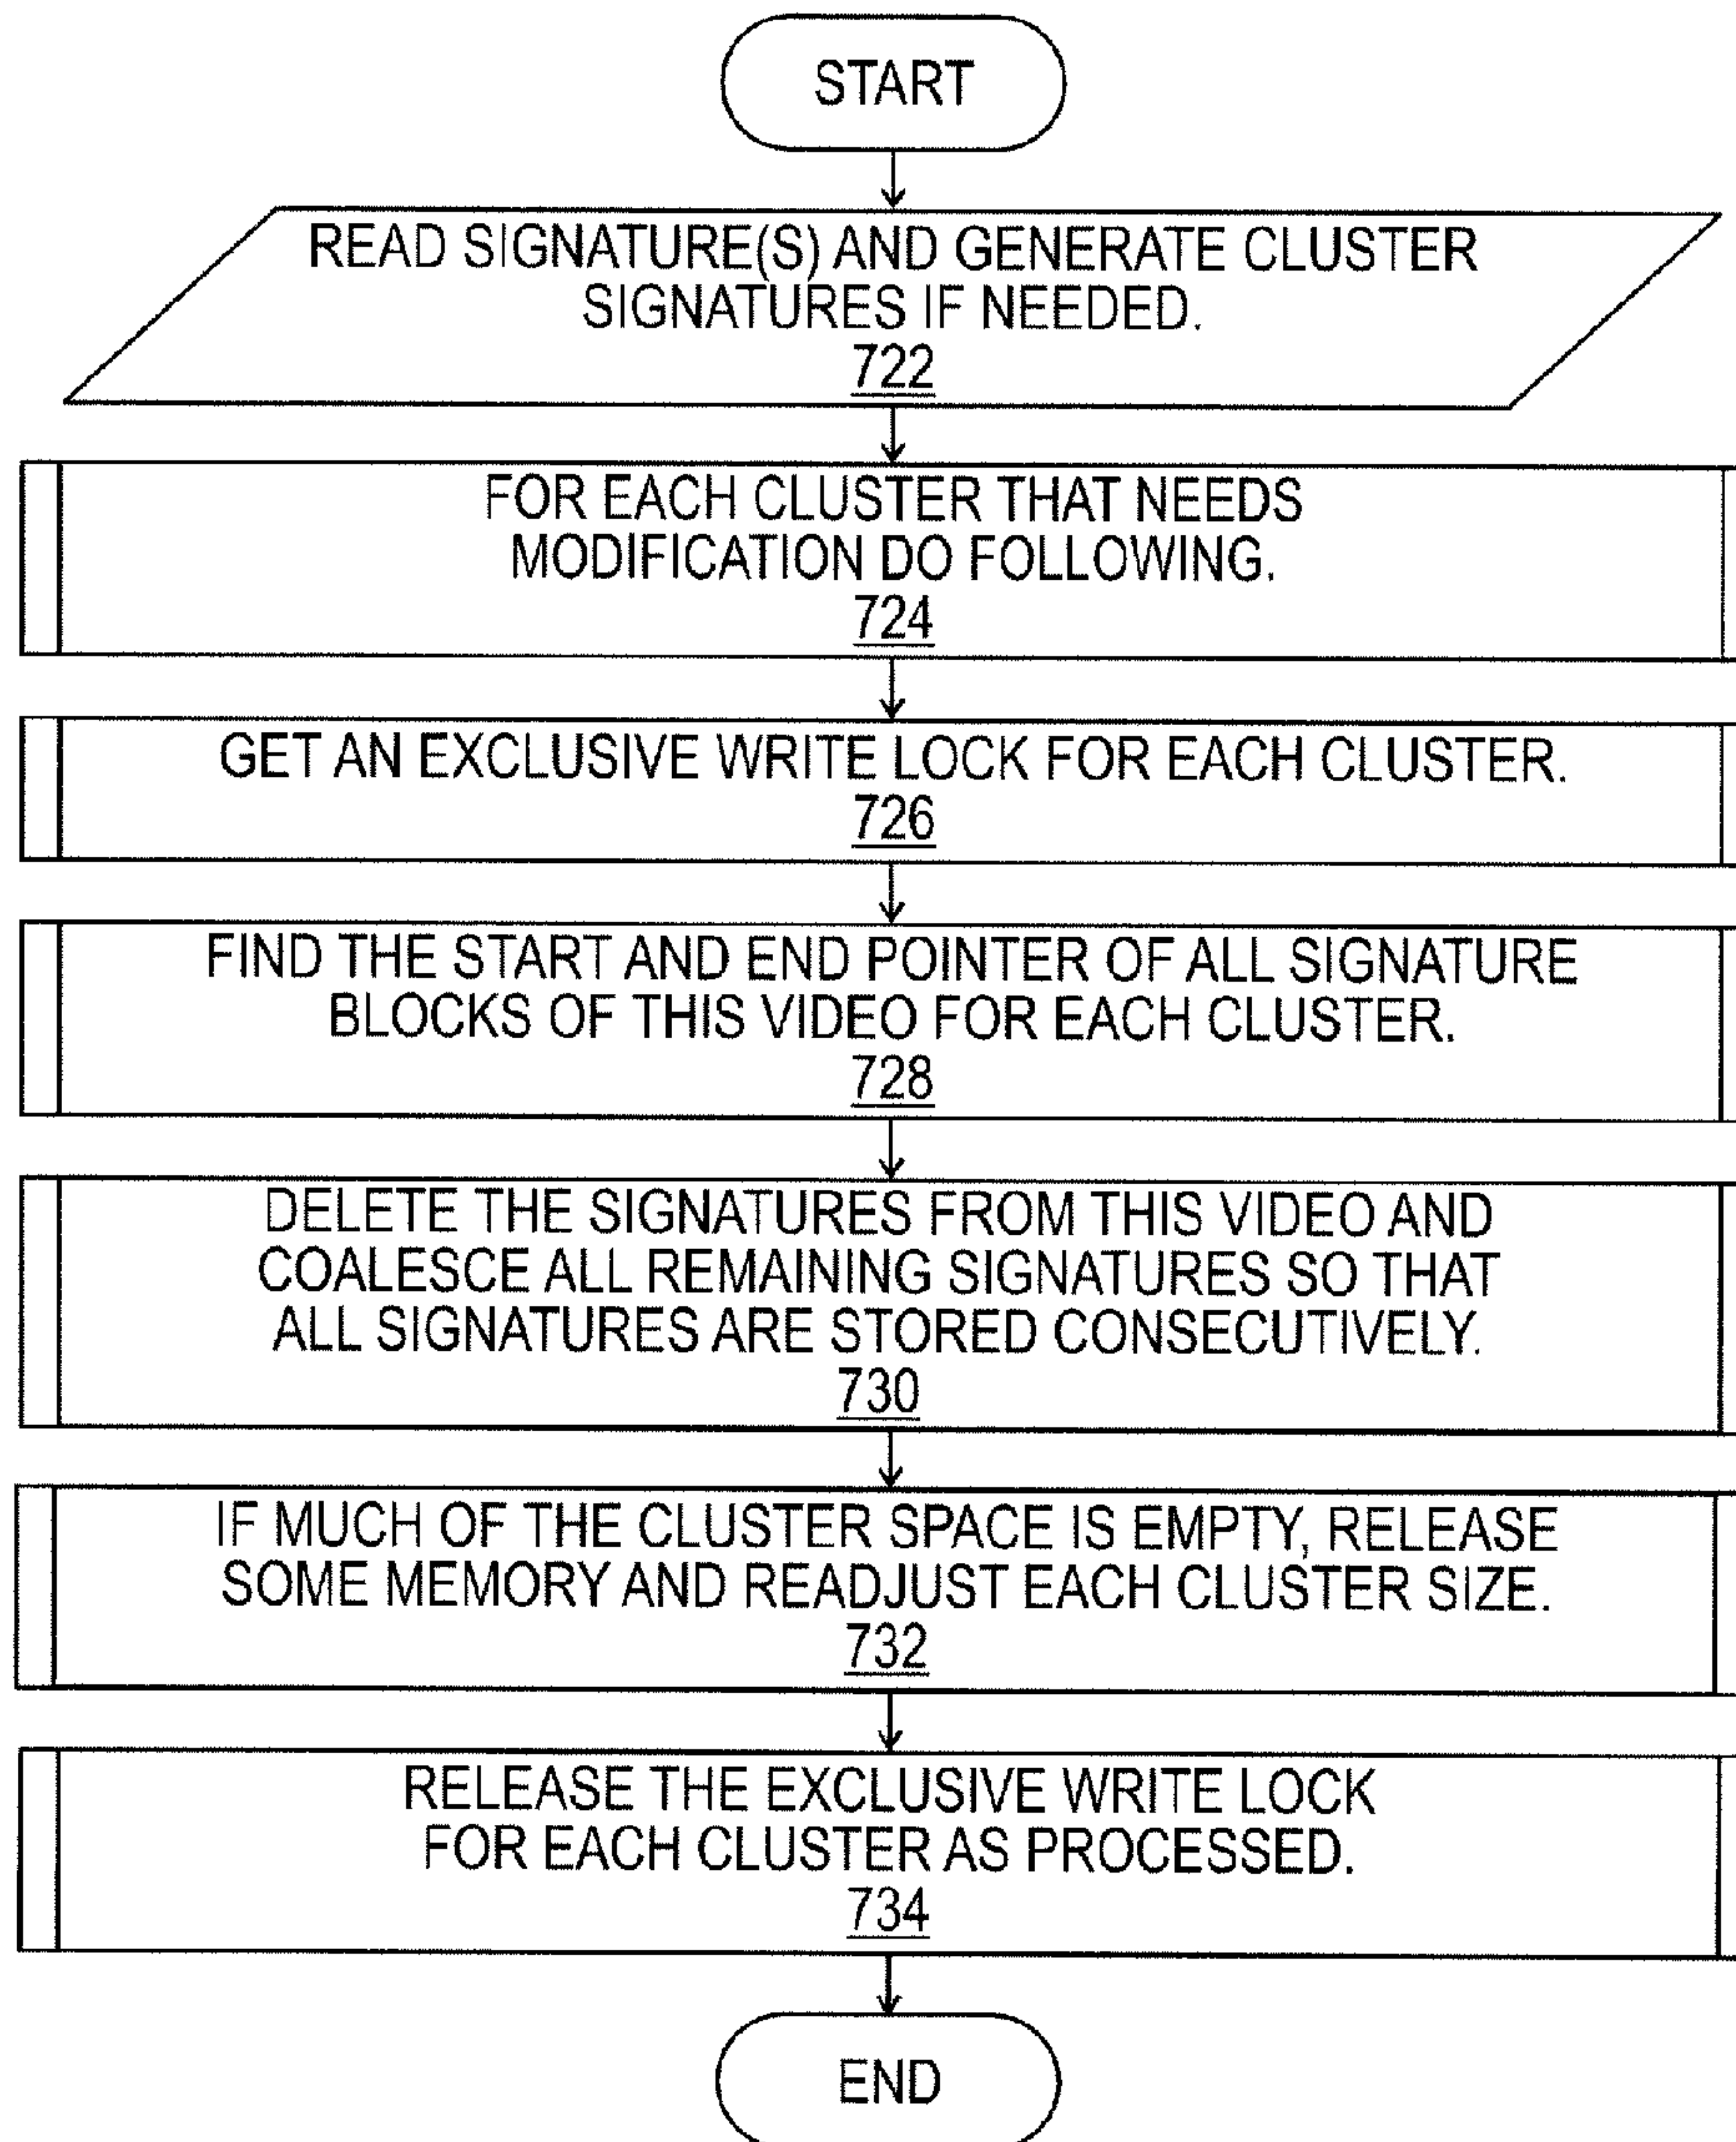 START
READ SIGNATURE(S) AND GENERATE CLUSTER
SIGNATURES IF NEEDED.
722
FOR EACH CLUSTER THAT NEEDS
MODIFICATION DO FOLLOWING.
724
GET AN EXCLUSIVE WRITE LOCK FOR EACH CLUSTER.
726
FIND THE START AND END POINTER OF ALL SIGNATURE
BLOCKS OF THIS VIDEO FOR EACH CLUSTER.
728
DELETE THE SIGNATURES FROM THIS VIDEO AND
COALESCE ALL REMAINING SIGNATURES SO THAT
ALL SIGNATURES ARE STORED CONSECUTIVELY.
730
IF MUCH OF THE CLUSTER SPACE IS EMPTY, RELEASE
SOME MEMORY AND READJUST EACH CLUSTER SIZE.
732
RELEASE THE EXCLUSIVE WRITE LOCK
FOR EACH CLUSTER AS PROCESSED.
734
END